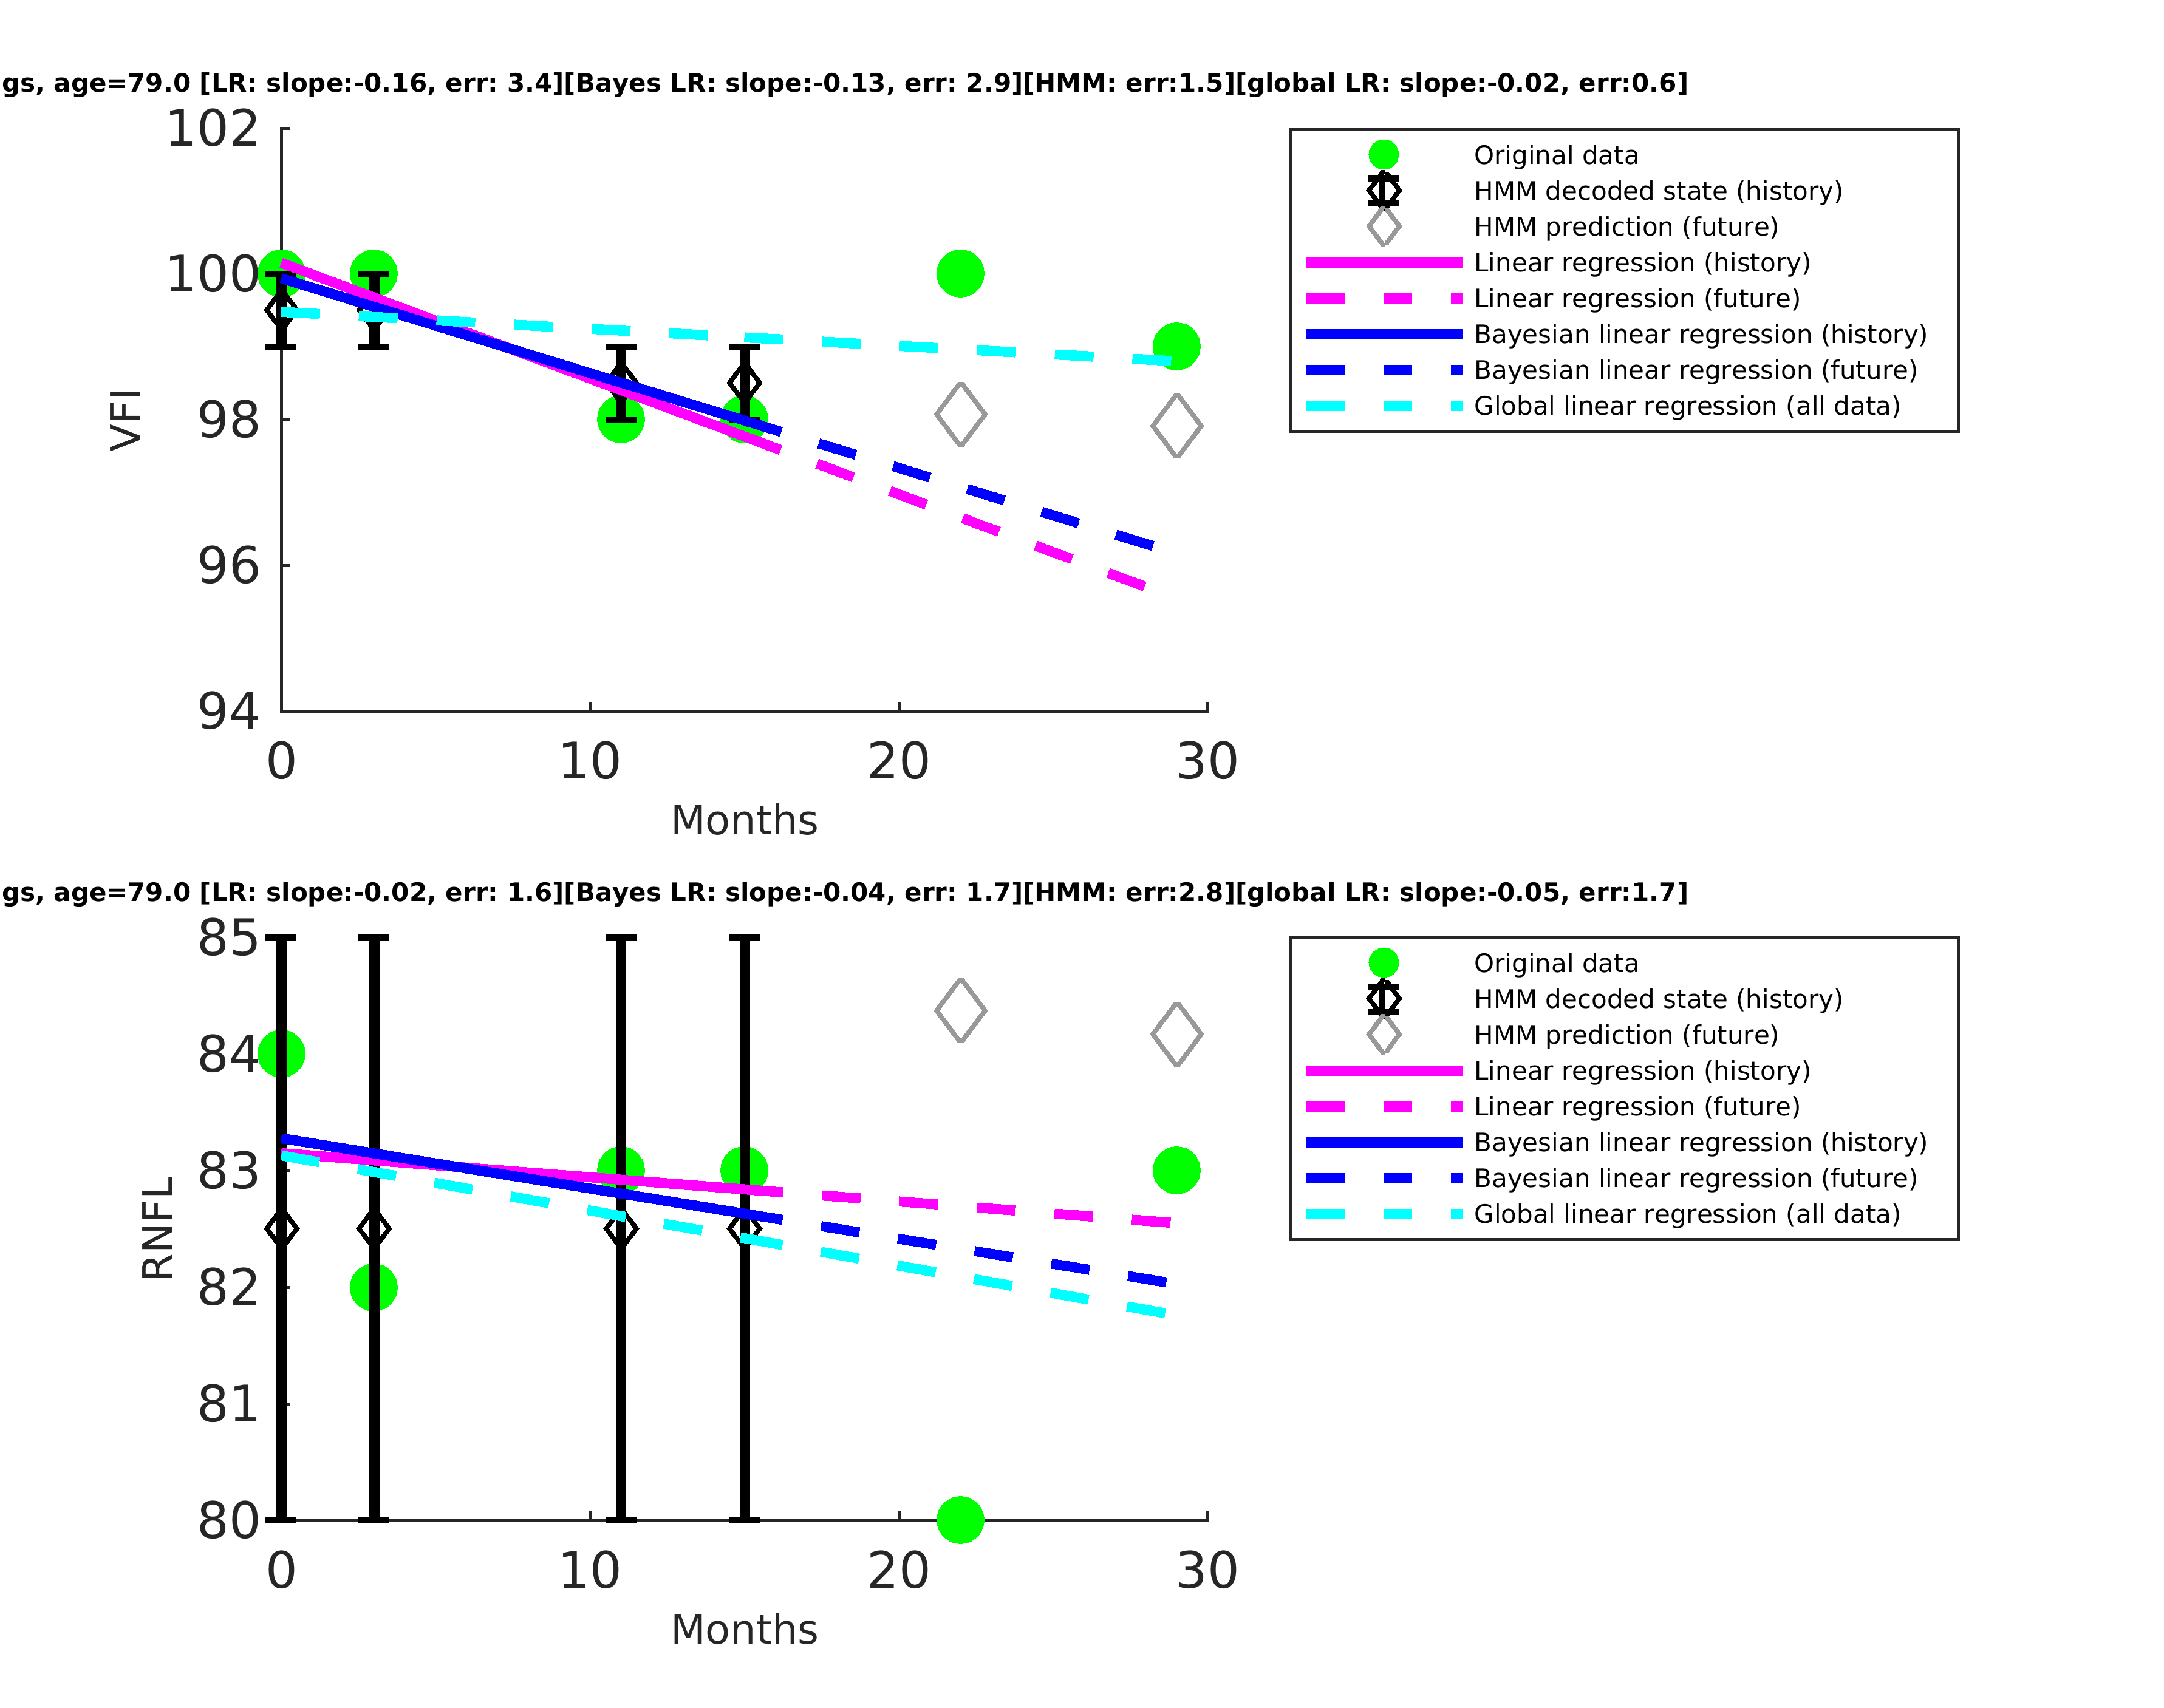 gs, age=79.0 [LR: slope:-0.16, err: 3.4][Bayes LR: slope:-0.13, err: 2.9][HMM: err:1.5][global LR: slope:-0.02, err:0.6]
102
100
98
96
94
VFI
0 10 20 30
Months
Original data
HMM decoded state (history)
HMM prediction (future)
Linear regression (history)
Linear regression (future)
Bayesian linear regression (history)
Bayesian linear regression (future)
Global linear regression (all data)
gs, age=79.0 [LR: slope:-0.02, err: 1.6][Bayes LR: slope:-0.04, err: 1.7][HMM: err:2.8][global LR: slope:-0.05, err:1.7]
85
84
83
82
81
80
RNFL
0 10 20 30
Months
Original data
HMM decoded state (history)
HMM prediction (future)
Linear regression (history)
Linear regression (future)
Bayesian linear regression (history)
Bayesian linear regression (future)
Global linear regression (all data)